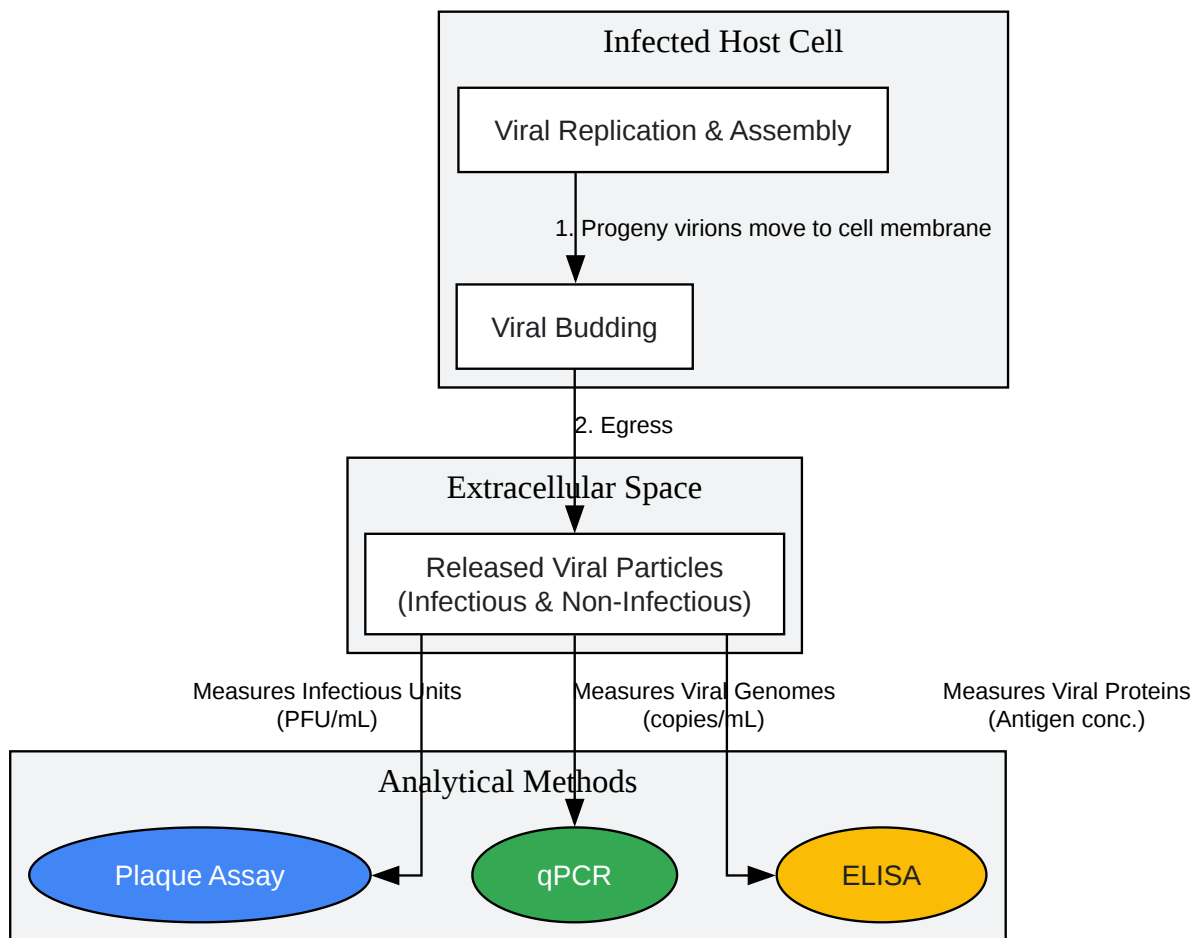 Infected Host Cell
Viral Replication & Assembly
1. Progeny virions move to cell membrane
Viral Budding
2. Egress
Extracellular Space
Released Viral Particles
(Infectious & Non-Infectious)
Measures Infectious Units
(PFU/mL)
Measures Viral Genomes
(copies/mL)
Measures Viral Proteins
(Antigen conc.)
Analytical Methods
Plaque Assay
qPCR
ELISA